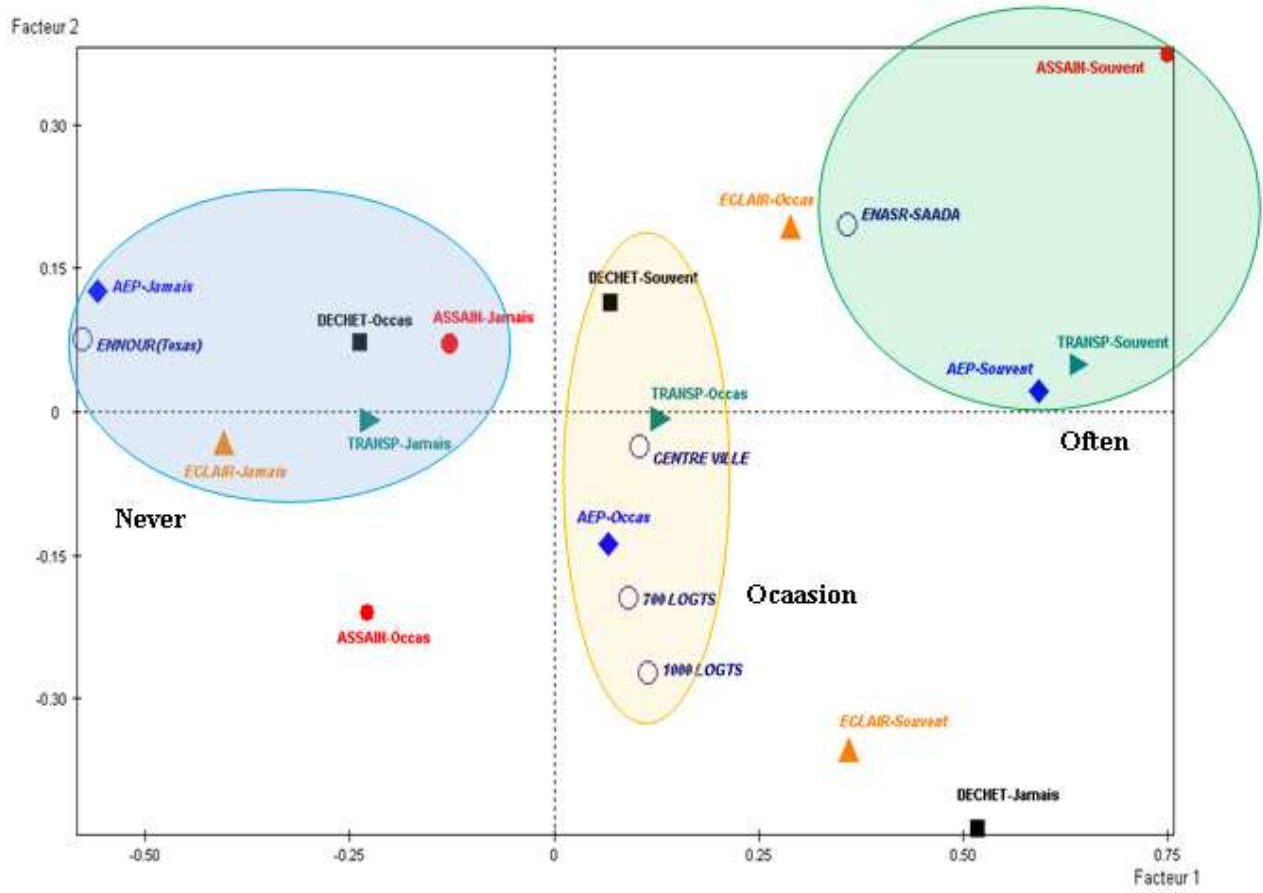 Facteur 2
ASSAIN-Souvent
0.30
ECLAIR-Occas
ENASR-SAADA
0.15
DECHET-Souvent
AEP-Jamais
DECHET-Occas
ASSAIN-Jamais
ENNOUR(Texas)
TRANSP-Souvent
AEP-Souvent
TRANSP-Occas
0
TRANSP-Jamais
Often
CENTRE VILLE
ECLAIR-Jamais
Never
AEP-Occas
-0.15
Ocaasion
700 LOGTS
ASSAIN-Occas
1000 LOGTS
-0.30
ECLAIR-Souvent
DECHET-Jamais
-0.50
-0.25
0
0.25
0.50
0.75
Facteur 1